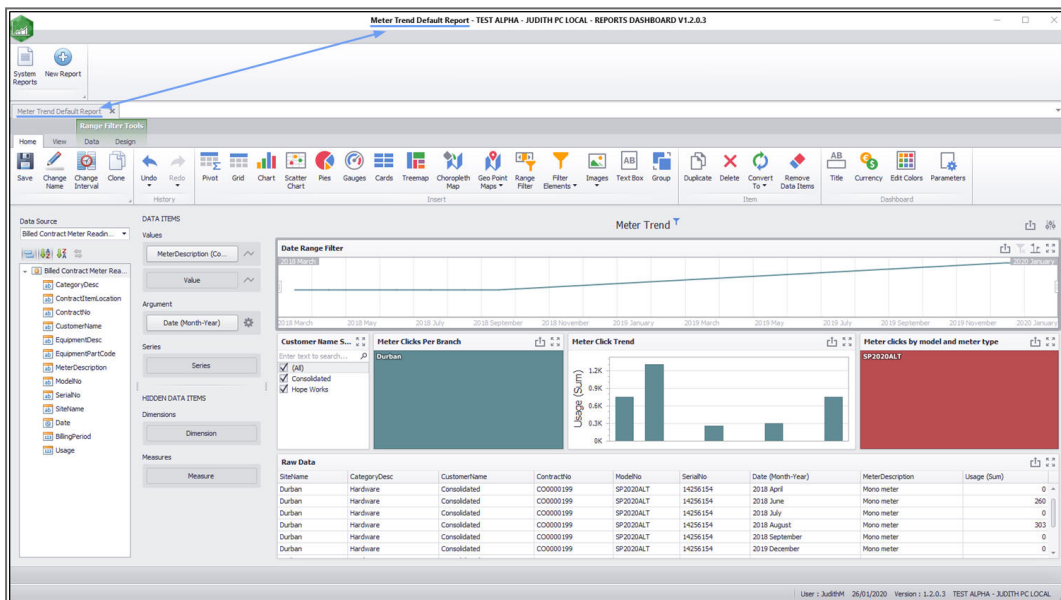 Meter Trend Default Report - TEST ALPHA - JUDITH PC LOCAL - REPORTS DASHBOARD V1.2.0.3
System Reports
New Report
Meter Trend Default Report
Range Filter Tools
Home View Data Design
Save Change Name Change Interval Clone Undo Redo Pivot Grid Chart Scatter Chart Pies Gauges Cards Treemap Choropleth Map Geo Point Maps Range Filter Filter Elements Images Text Box Group Duplicate Delete Convert To Remove Data Items Title Currency Edit Colors Parameters
History Insert Item Dashboard
Data Source
Billed Contract Meter Readin...
Billed Contract Meter Rea...
CategoryDesc
ContractItemLocation
ContractNo
CustomerName
EquipmentDesc
EquipmentPartCode
MeterDescription
ModelNo
SerialNo
SiteName
Date
BillingPeriod
Usage
DATA ITEMS
Values
MeterDescription (Co...
Value
Argument
Date (Month-Year)
Series
Series
HIDDEN DATA ITEMS
Dimensions
Dimension
Measures
Measure
Meter Trend
Date Range Filter
2018 March 2020 January
2018 March 2018 May 2018 July 2018 September 2018 November 2019 January 2019 March 2019 May 2019 July 2019 September 2019 November 2020 January
Customer Name S...
Enter text to search...
(All)
Consolidated
Hope Works
Meter Clicks Per Branch
Durban
Meter Click Trend
Usage (Sum)
1.2K
0.9K
0.6K
0.3K
0K
Meter clicks by model and meter type
SP2020ALT
Raw Data
SiteName CategoryDesc CustomerName ContractNo ModelNo SerialNo Date (Month-Year) MeterDescription Usage (Sum)
Durban Hardware Consolidated CO0000199 SP2020ALT 14256154 2018 April Mono meter 0
Durban Hardware Consolidated CO0000199 SP2020ALT 14256154 2018 June Mono meter 260
Durban Hardware Consolidated CO0000199 SP2020ALT 14256154 2018 July Mono meter 0
Durban Hardware Consolidated CO0000199 SP2020ALT 14256154 2018 August Mono meter 303
Durban Hardware Consolidated CO0000199 SP2020ALT 14256154 2018 September Mono meter 0
Durban Hardware Consolidated CO0000199 SP2020ALT 14256154 2019 December Mono meter 0
User : JudithM 26/01/2020 Version : 1.2.0.3 TEST ALPHA - JUDITH PC LOCAL